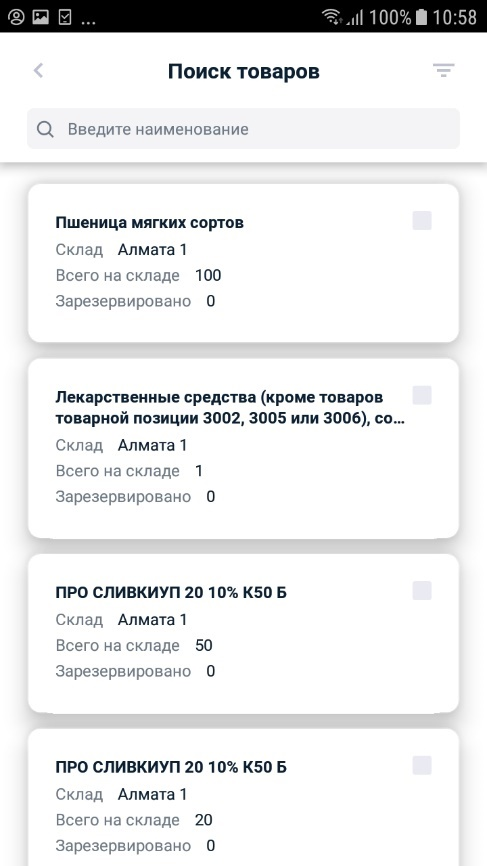 ... 100% 10:58
Поиск товаров
Введите наименование
Пшеница мягких сортов
Склад Алмата 1
Всего на складе 100
Зарезервировано 0
Лекарственные средства (кроме товаров
товарной позиции 3002, 3005 или 3006), со...
Склад Алмата 1
Всего на складе 1
Зарезервировано 0
ПРО СЛИВКИУП 20 10% К50 Б
Склад Алмата 1
Всего на складе 50
Зарезервировано 0
ПРО СЛИВКИУП 20 10% К50 Б
Склад Алмата 1
Всего на складе 20
Зарезервировано 0